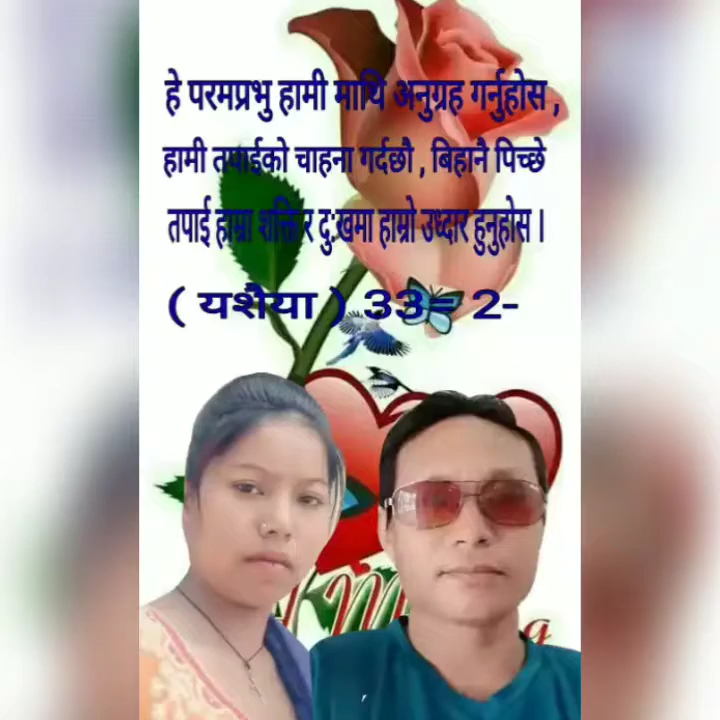 हे परमप्रभु हामी माथि अनुग्रह गर्नुहोस ,
हामी तपाईको चाहना गर्दछौ , बिहानै पिच्छे
तपाई हाम्रा शक्ति र दु:खमा हाम्रो उध्दार हुनुहोस ।
( यशैया ) 33= 2-